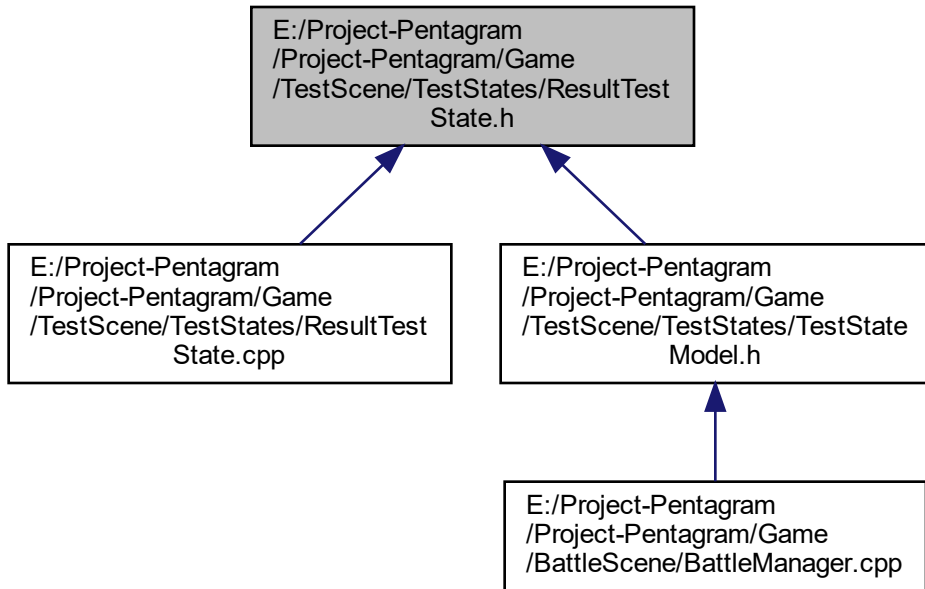 E:/Project-Pentagram
/Project-Pentagram/Game
/TestScene/TestStates/ResultTest
State.h
E:/Project-Pentagram
/Project-Pentagram/Game
/TestScene/TestStates/ResultTest
State.cpp
E:/Project-Pentagram
/Project-Pentagram/Game
/TestScene/TestStates/TestState
Model.h
E:/Project-Pentagram
/Project-Pentagram/Game
/BattleScene/BattleManager.cpp